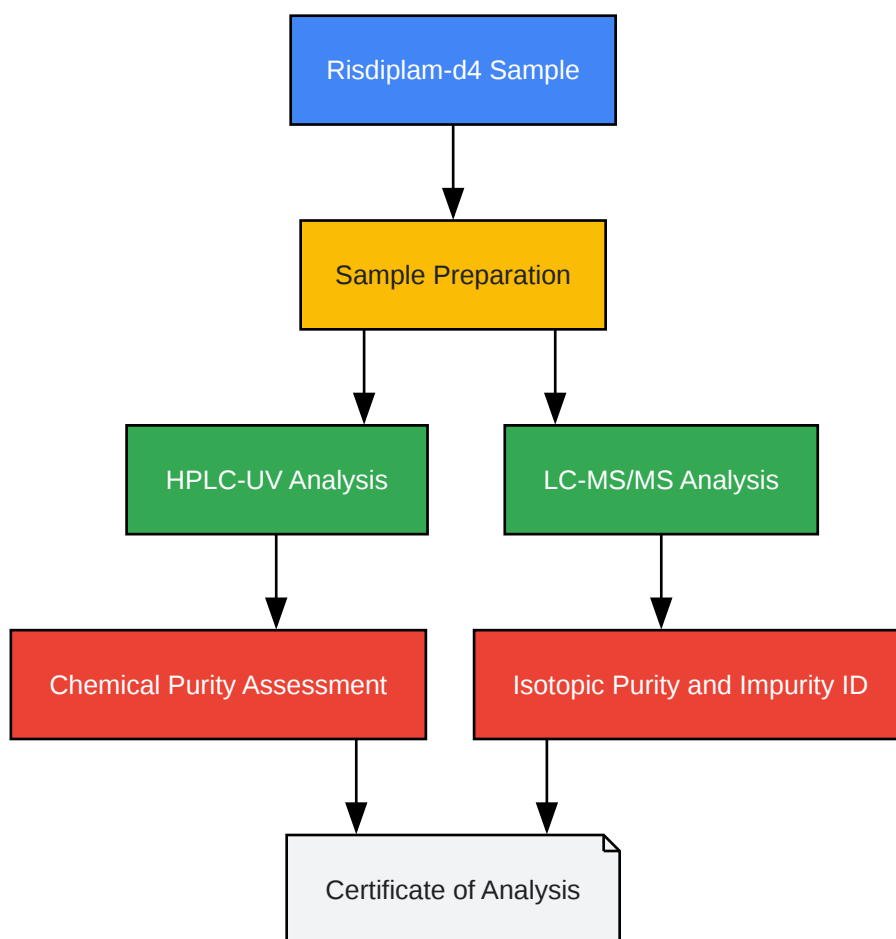 Risdiplam-d4 Sample
Sample Preparation
HPLC-UV Analysis
LC-MS/MS Analysis
Chemical Purity Assessment
Isotopic Purity and Impurity ID
Certificate of Analysis